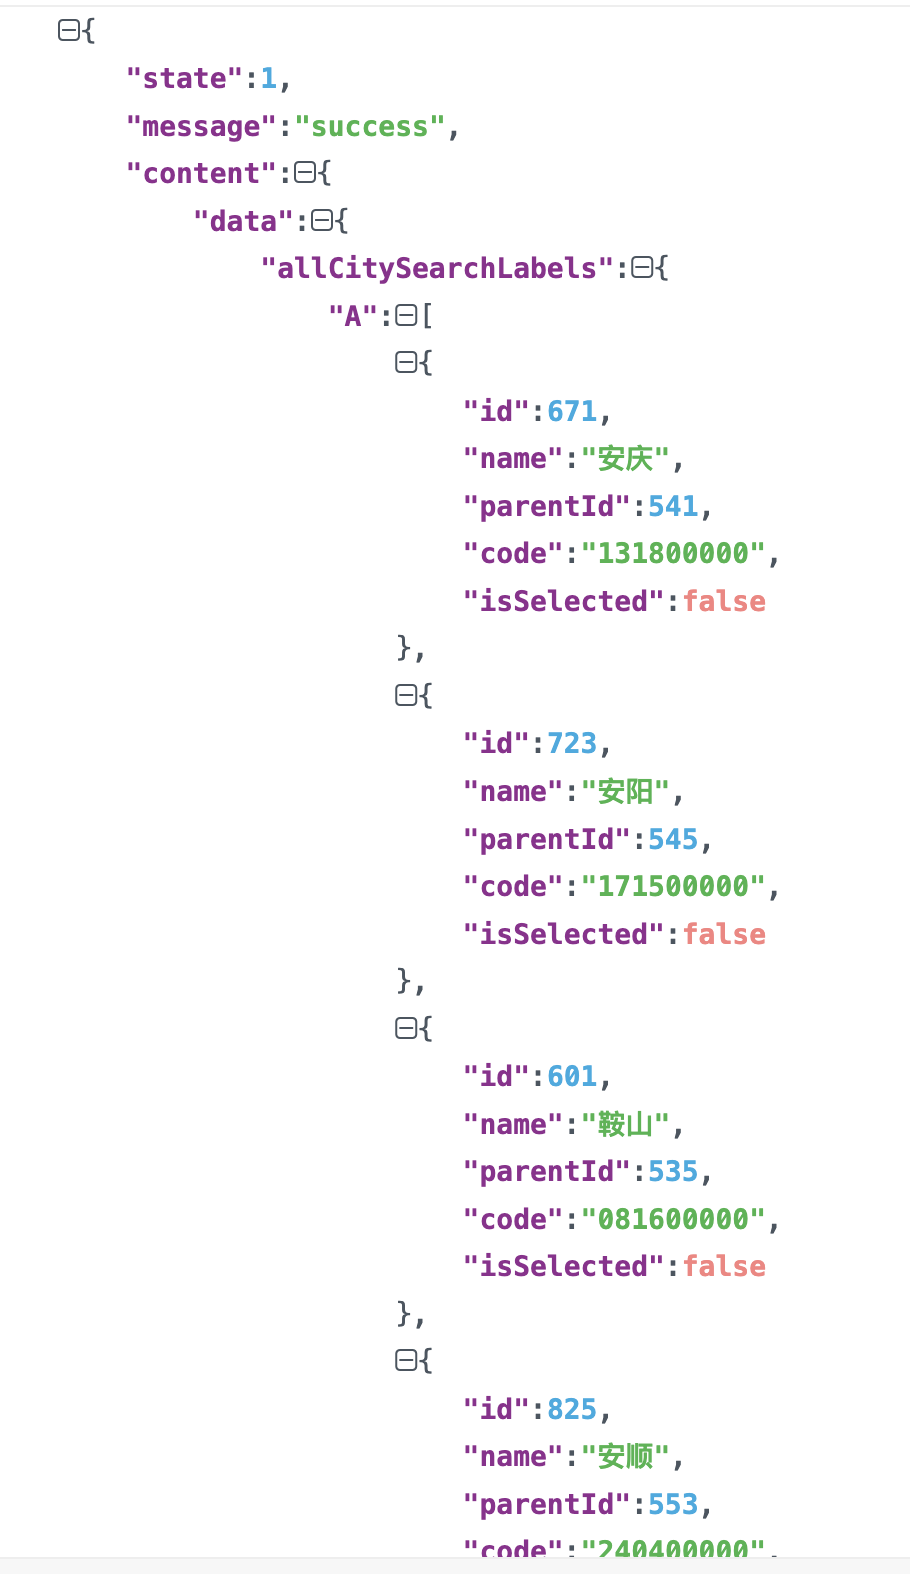 {
"state":1,
"message":"success",
"content":{
"data":{
"allCitySearchLabels":{
"A":[
{
"id":671,
"name":"安庆",
"parentId":541,
"code":"131800000",
"isSelected":false
},
{
"id":723,
"name":"安阳",
"parentId":545,
"code":"171500000",
"isSelected":false
},
{
"id":601,
"name":"鞍山",
"parentId":535,
"code":"081600000",
"isSelected":false
},
{
"id":825,
"name":"安顺",
"parentId":553,
"code":"240400000",